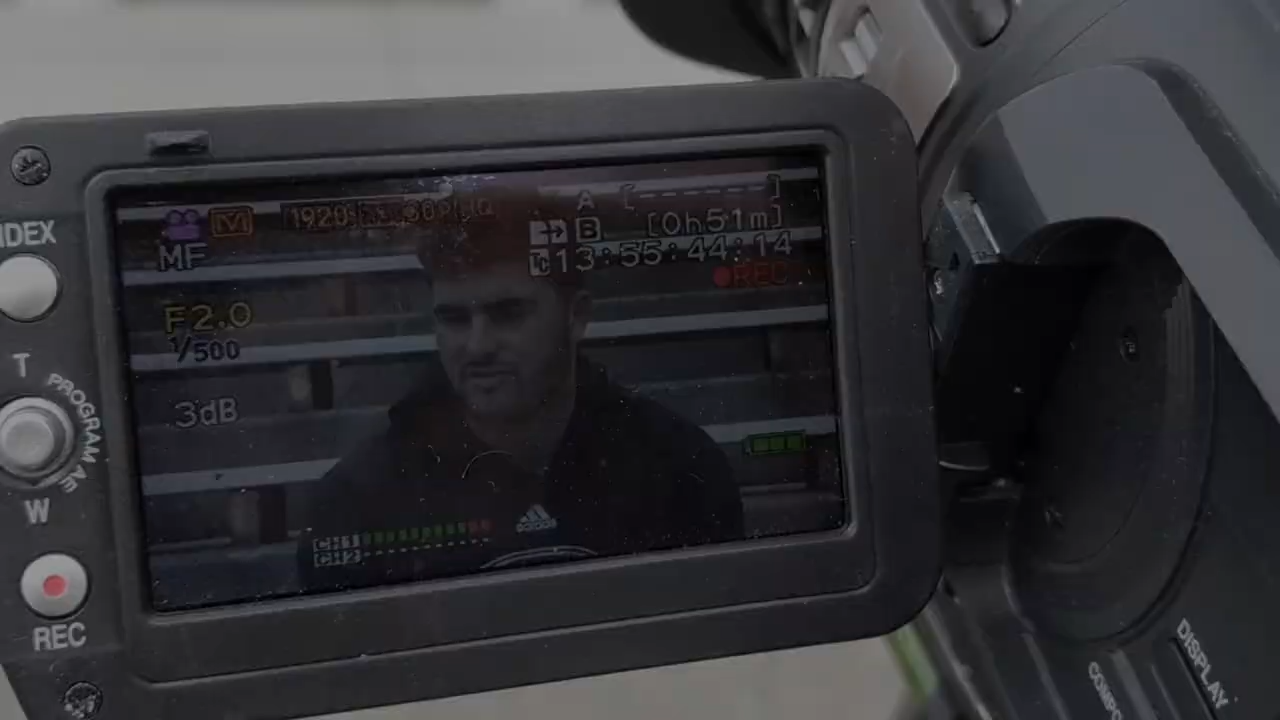 INDEX
A [-------]
B [0h51m]
MF
TC 13:55:44:14
REC
F2.0
1/500
T
PROGRAM AE
3dB
W
adidas
CH1
CH2
REC
DISPLAY